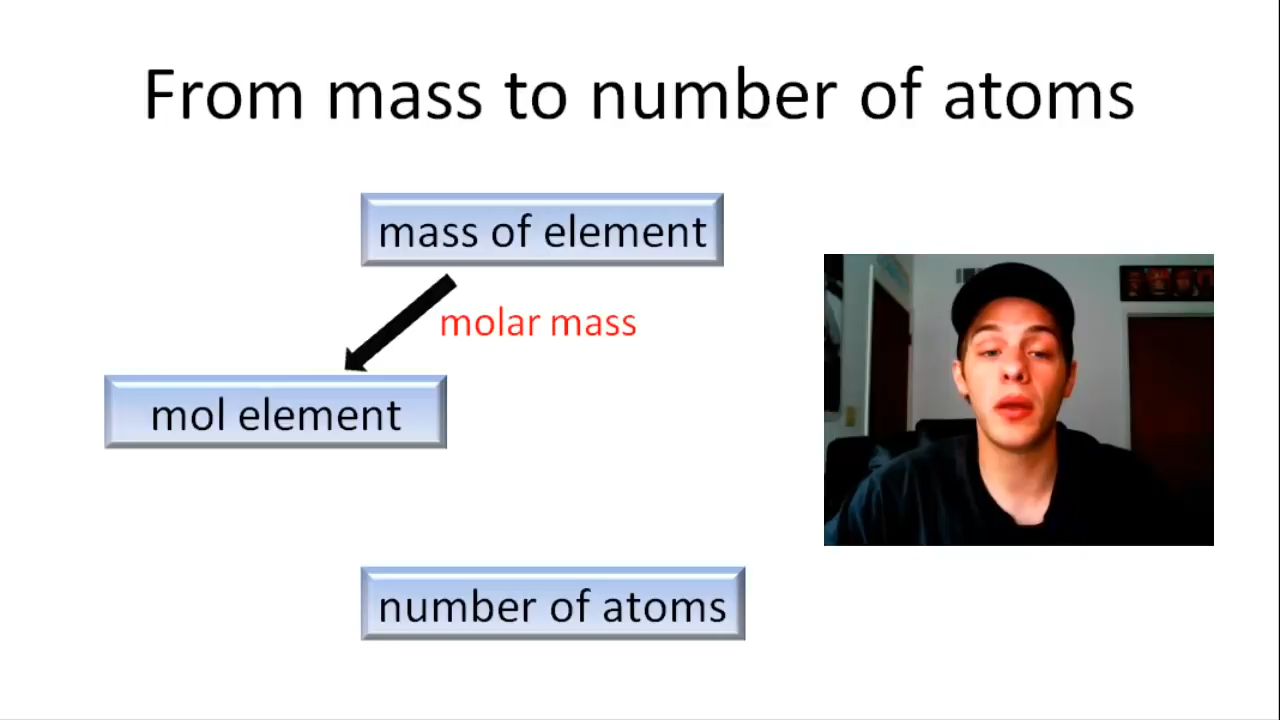 From mass to number of atoms
mass of element
molar mass
mol element
number of atoms